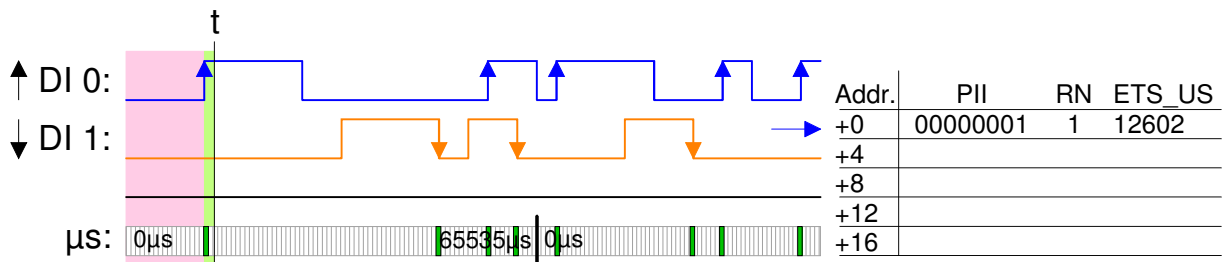 t
DI 0:
DI 1:
µs: 0µs 65535µs 0µs
Addr. PII RN ETS_US
+0 00000001 1 12602
+4
+8
+12
+16